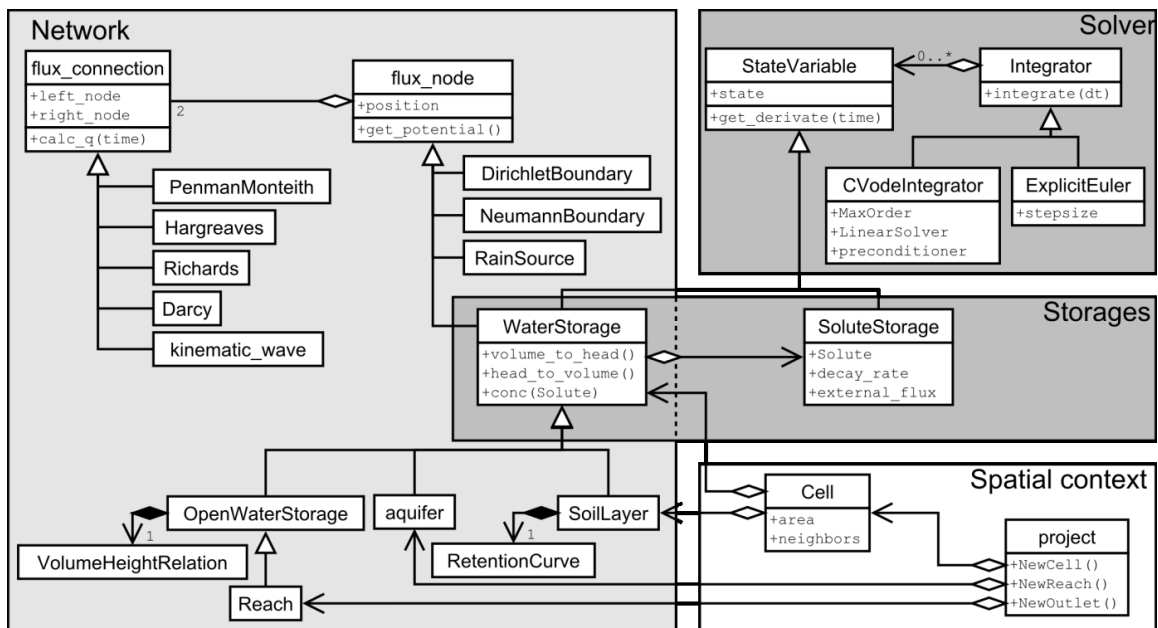 Network
flux_connection
+left_node
+right_node
+calc_q(time)
2
flux_node
+position
+get_potential()
PenmanMonteith
Hargreaves
Richards
Darcy
kinematic_wave
DirichletBoundary
NeumannBoundary
RainSource
Solver
StateVariable
+state
+get_derivate(time)
0..*
Integrator
+integrate(dt)
CVodeIntegrator
+MaxOrder
+LinearSolver
+preconditioner
ExplicitEuler
+stepsize
Storages
WaterStorage
+volume_to_head()
+head_to_volume()
+conc(Solute)
SoluteStorage
+Solute
+decay_rate
+external_flux
OpenWaterStorage
1
VolumeHeightRelation
Reach
aquifer
SoilLayer
1
RetentionCurve
Spatial context
Cell
+area
+neighbors
project
+NewCell()
+NewReach()
+NewOutlet()